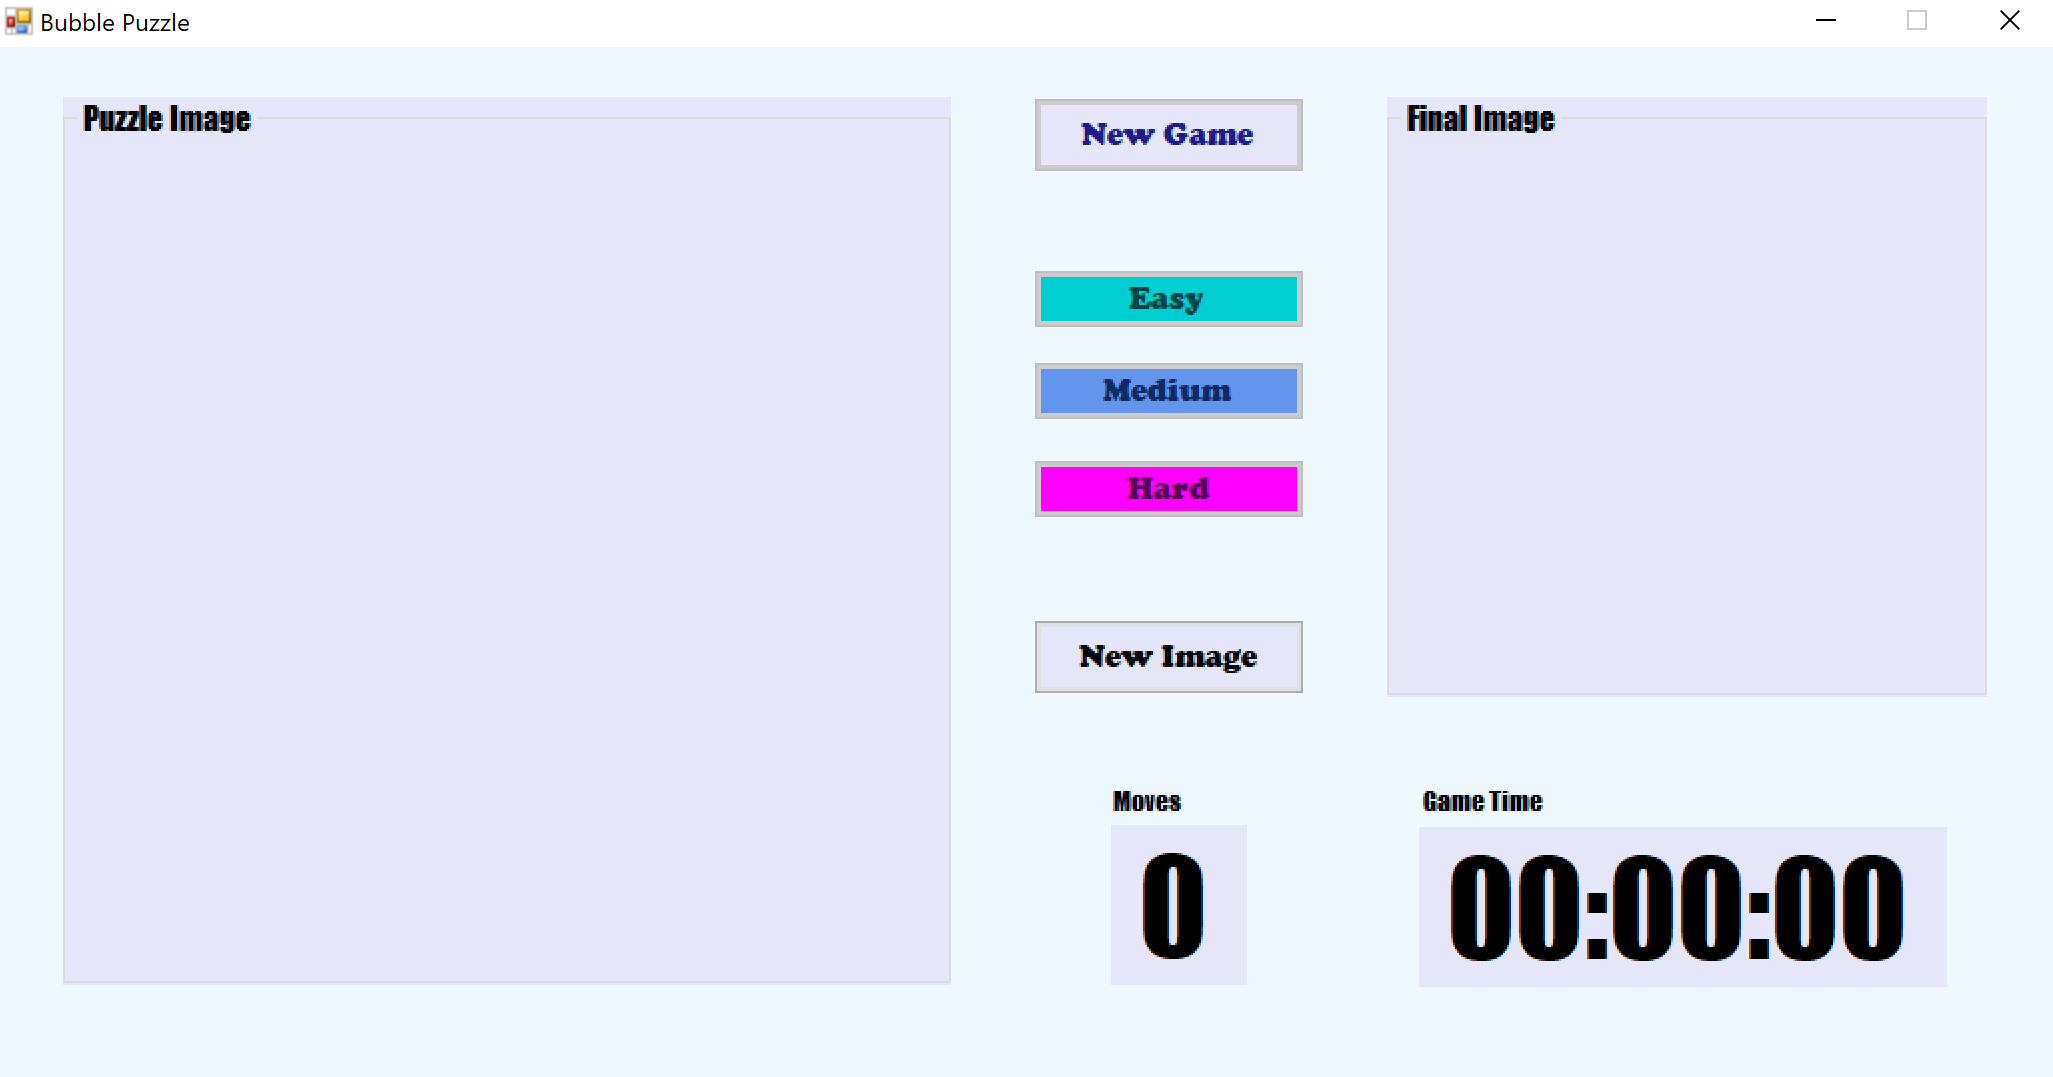 Bubble Puzzle
Puzzle Image
New Game
Final Image
Easy
Medium
Hard
New Image
Moves
Game Time
0
00:00:00